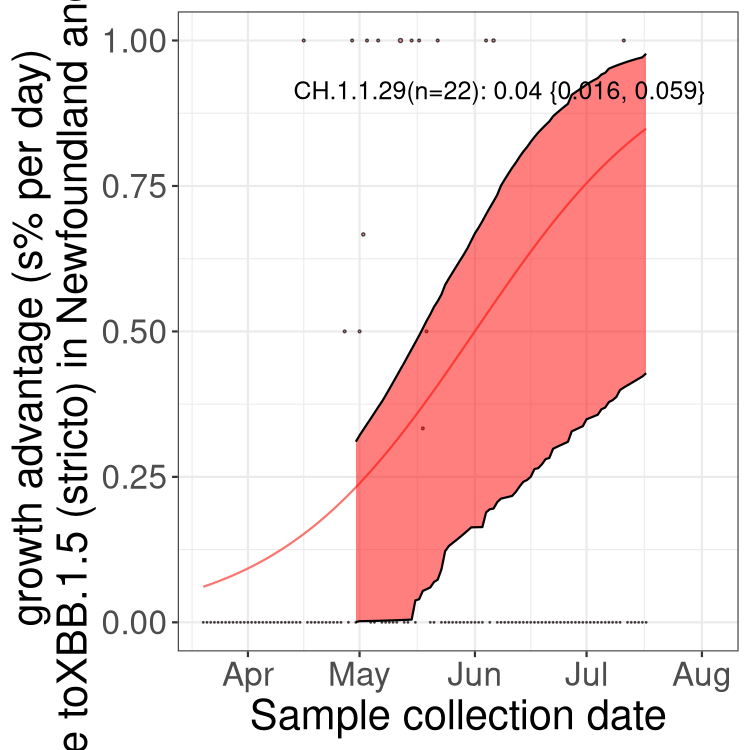 growth advantage (s% per day)
e toXBB.1.5 (stricto) in Newfoundland an
1.00
0.75
0.50
0.25
0.00
CH.1.1.29(n=22): 0.04 {0.016, 0.059}
Apr May Jun Jul Aug
Sample collection date